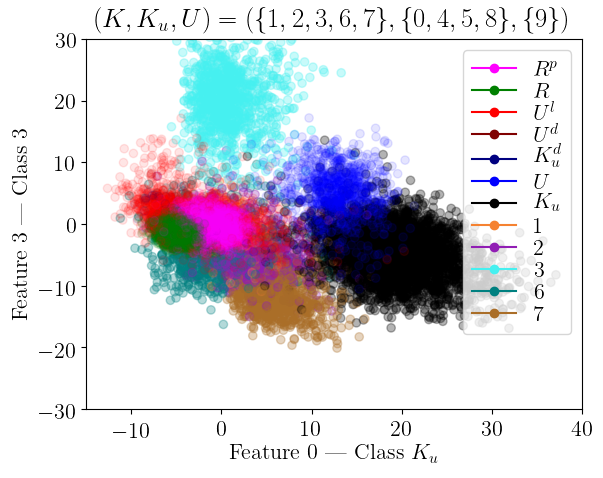 (K, K_u, U) = ({1, 2, 3, 6, 7}, {0, 4, 5, 8}, {9})
30
20
10
0
−10
−20
−30
Feature 3 — Class 3
−10 0 10 20 30 40
Feature 0 — Class K_u
R^p
R
U^l
U^d
K_u^d
U
K_u
1
2
3
6
7